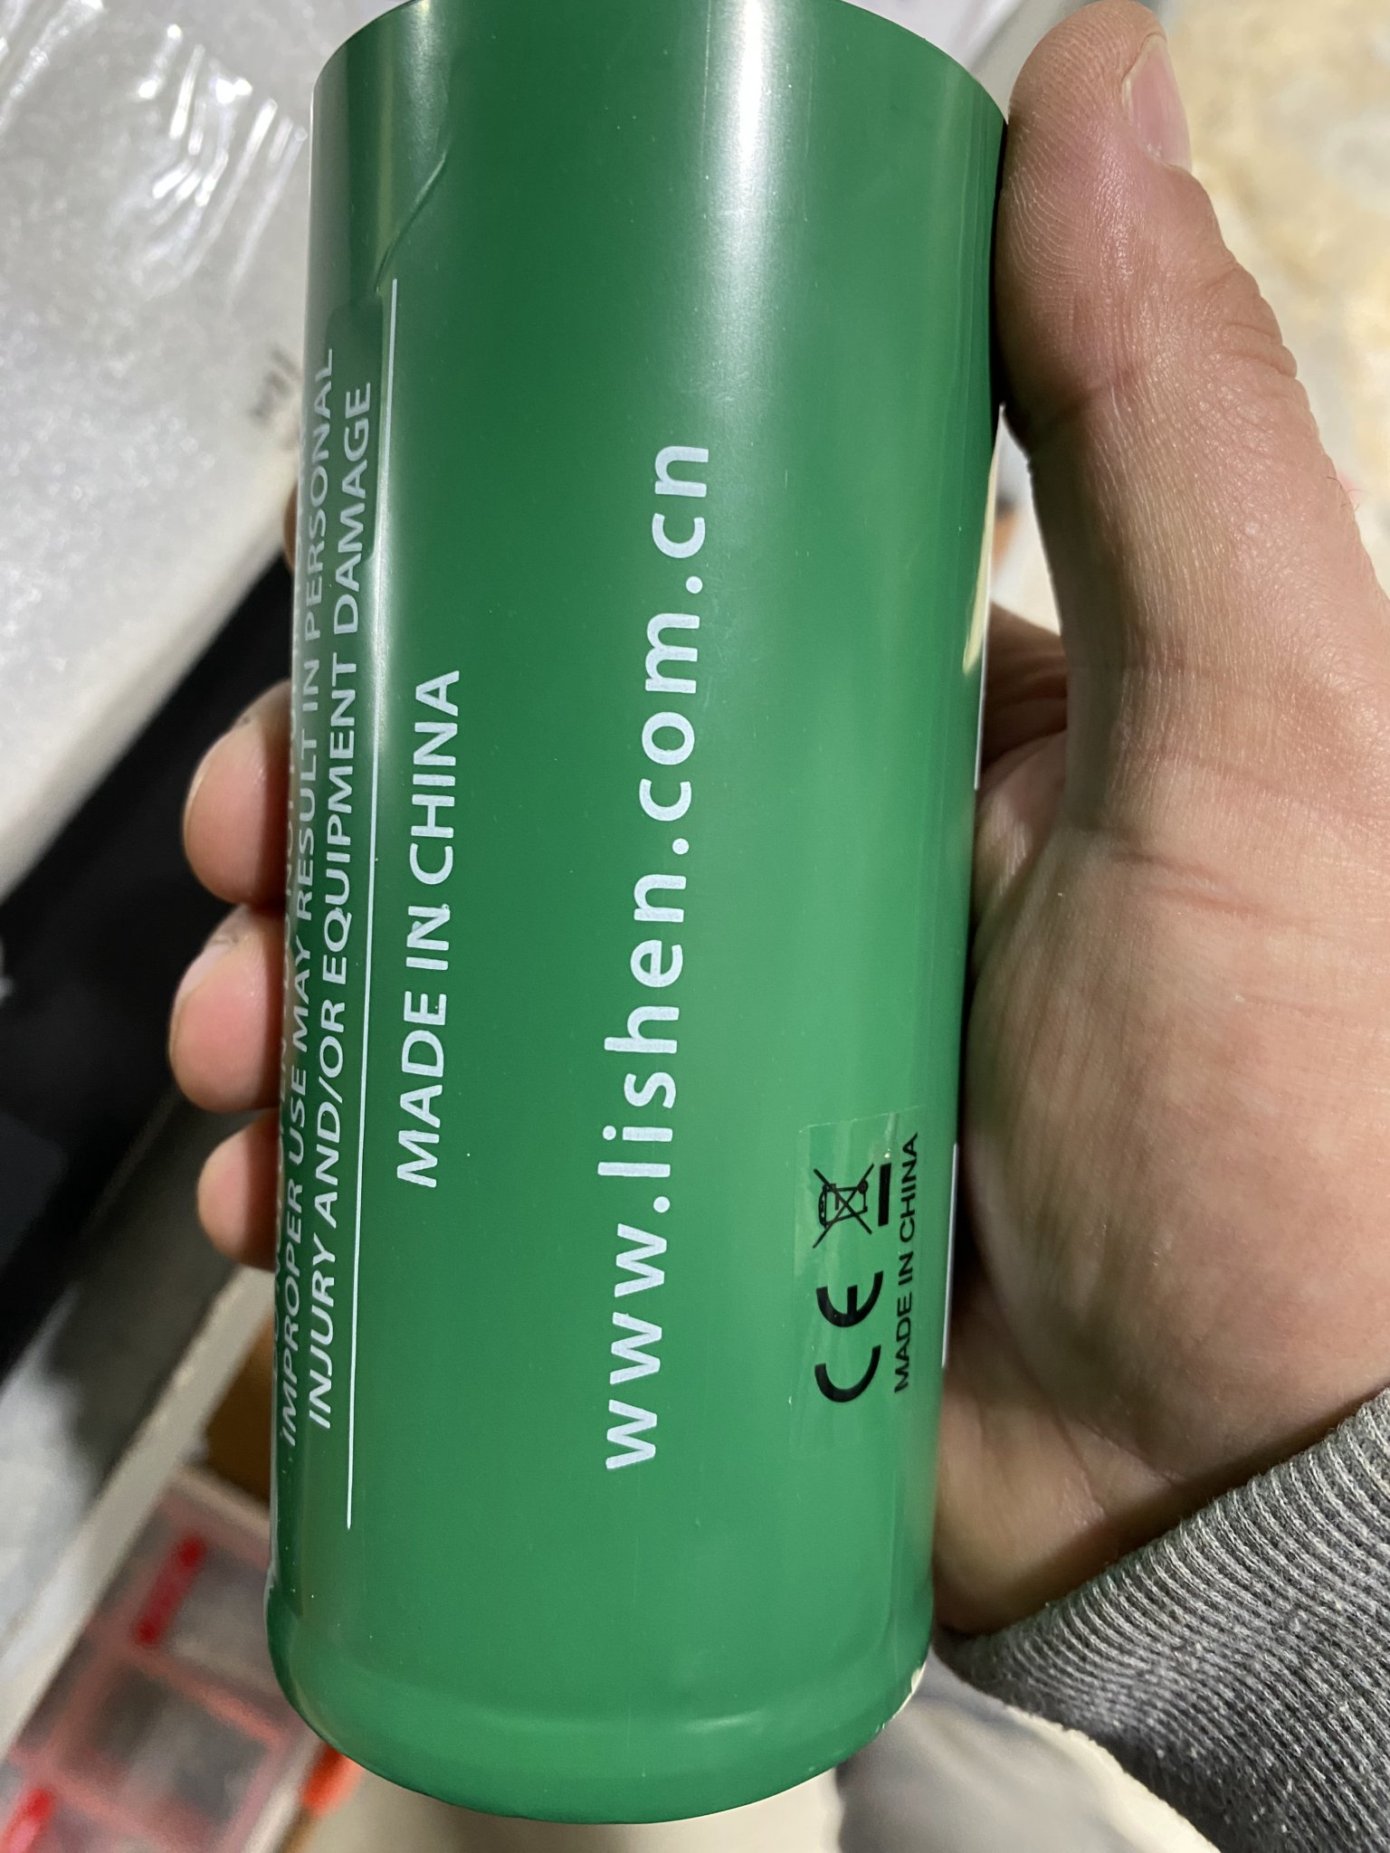 IMPROPER USE MAY RESULT IN PERSONAL
INJURY AND/OR EQUIPMENT DAMAGE
MADE IN CHINA
www.lishen.com.cn
CE
MADE IN CHINA